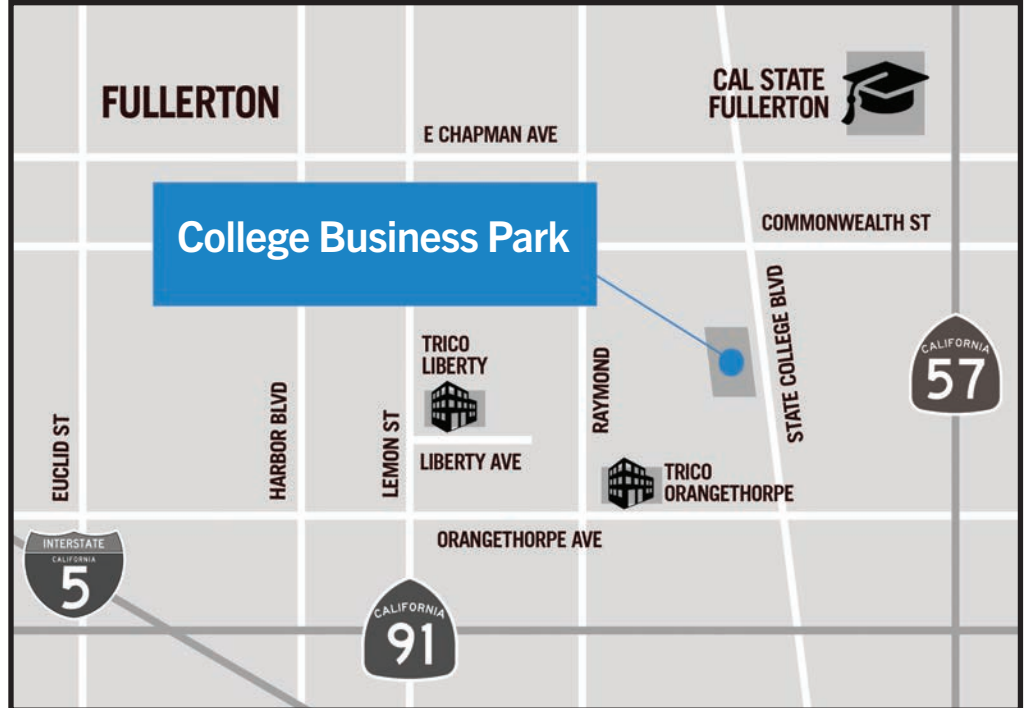 FULLERTON
CAL STATE
FULLERTON
E CHAPMAN AVE
College Business Park
COMMONWEALTH ST
STATE COLLEGE BLVD
TRICO
LIBERTY
CALIFORNIA
57
RAYMOND
EUCLID ST
HARBOR BLVD
LEMON ST
LIBERTY AVE
TRICO
ORANGETHORPE
ORANGETHORPE AVE
INTERSTATE
CALIFORNIA
5
CALIFORNIA
91